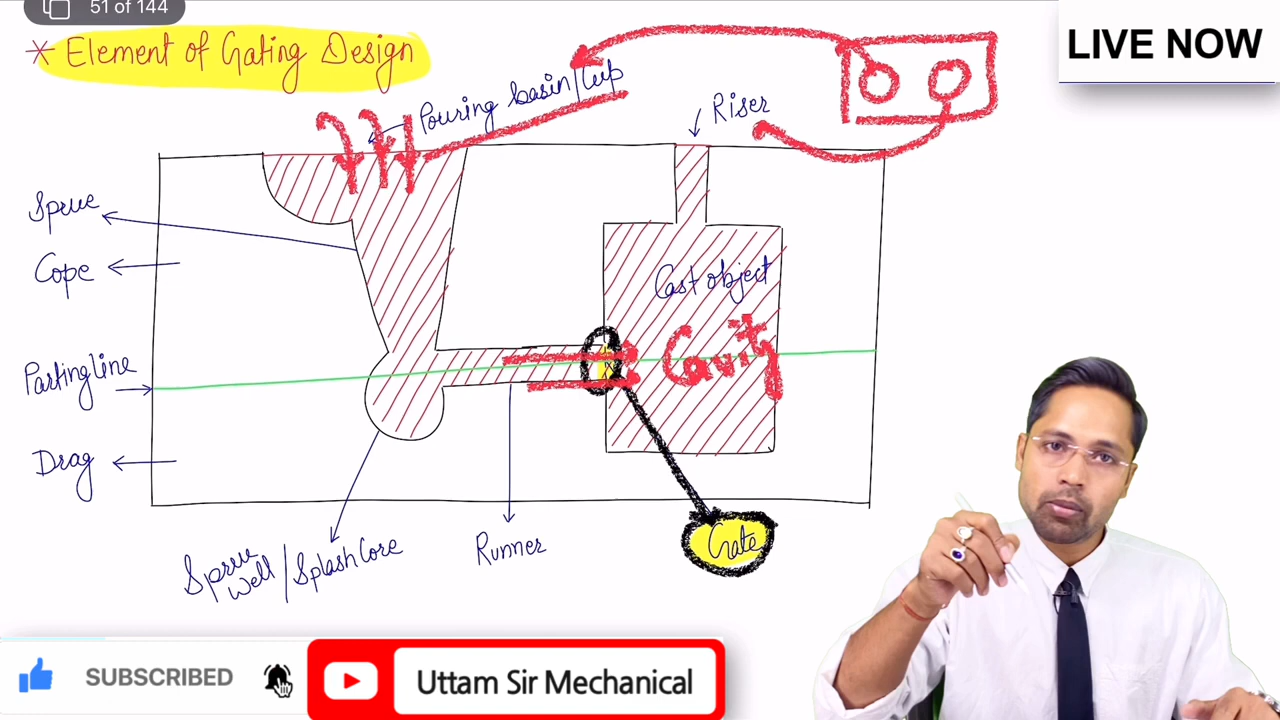 51 of 144
* Element of Gating Design
LIVE NOW
Pouring basin/Cup
Riser
Sprue
Cope
Cast object
Cavity
Parting line
Drag
Gate
Sprue
well / Splash Core
Runner
SUBSCRIBED
Uttam Sir Mechanical